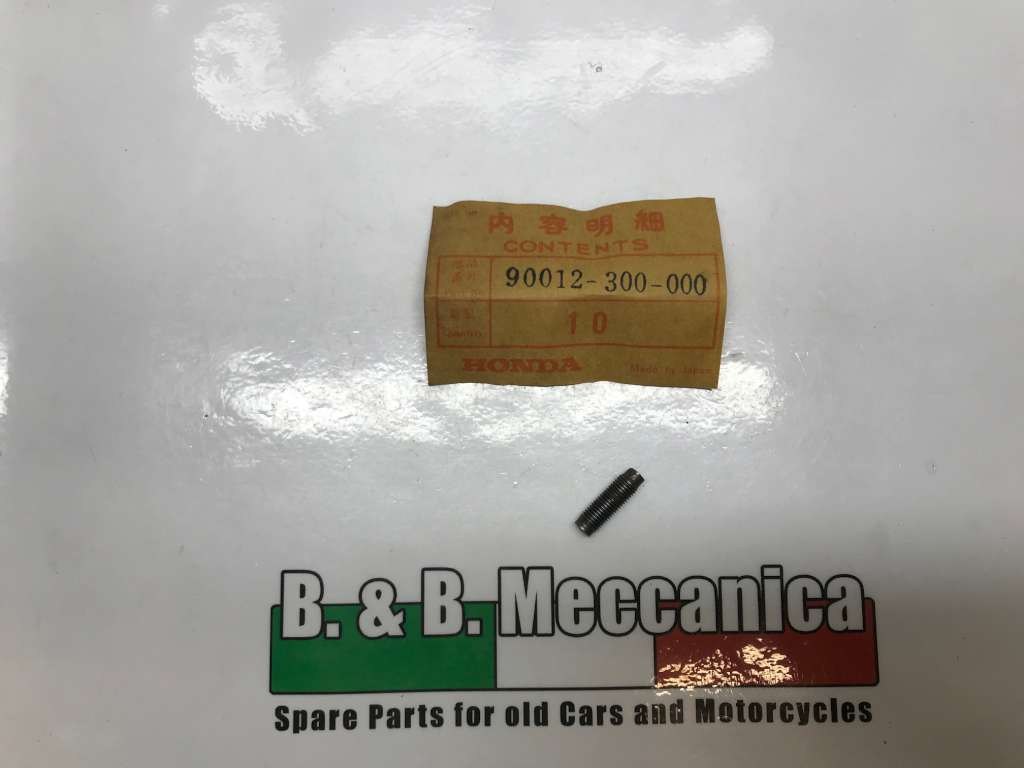 内容明細
CONTENTS
90012-300-000
10
HONDA
Made in Japan
B. & B. Meccanica
Spare Parts for old Cars and Motorcycles